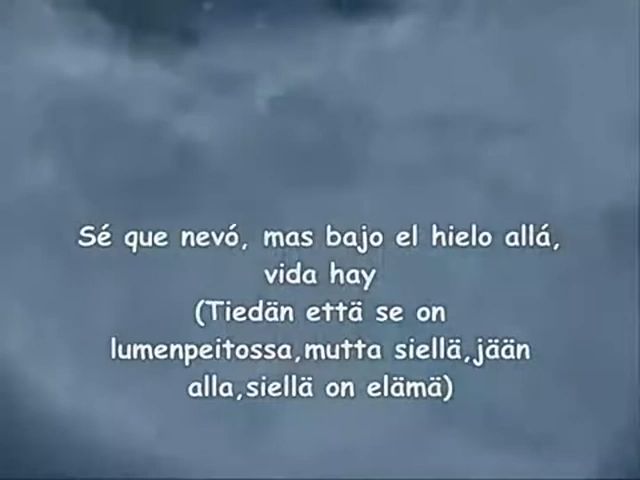 Sé que nevó, mas bajo el hielo allá,
vida hay
(Tiedän että se on
lumenpeitossa,mutta siellä,jään
alla,siellä on elämä)